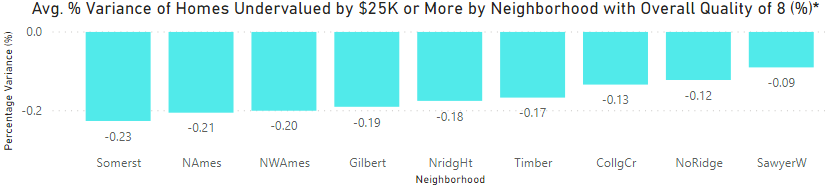 Avg. % Variance of Homes Undervalued by $25K or More by Neighborhood with Overall Quality of 8 (%)*
Percentage Variance (%)
0.0
-0.2
-0.23
-0.21
-0.20
-0.19
-0.18
-0.17
-0.13
-0.12
-0.09
Somerst
NAmes
NWAmes
Gilbert
NridgHt
Timber
CollgCr
NoRidge
SawyerW
Neighborhood